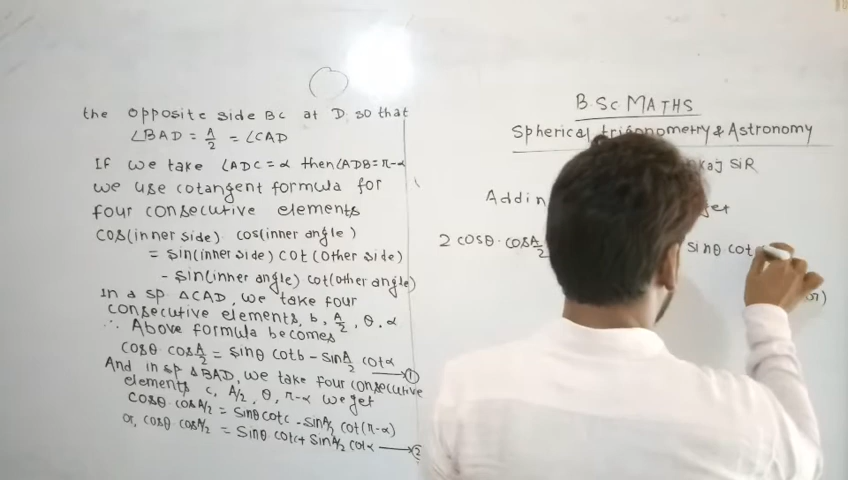 the opposite side BC at D so that
∠BAD = A/2 = ∠CAD
If we take ∠ADC = α then ∠ADB = π-α
we use cotangent formula for
four consecutive elements
cos(inner side) cos(inner angle)
= sin(inner side) cot(other side)
- sin(inner angle) cot(other angle)
In a sp. ΔCAD, we take four
consecutive elements, b, A/2, θ, α
∴ Above formula becomes
cosθ cosA/2 = sinθ cotb - sinA/2 cotα → ①
And in sp ΔBAD, we take four consecutive
elements c, A/2, θ, π-α we get
cosθ cosA/2 = sinθ cotc - sinA/2 cot(π-α)
or, cosθ cosA/2 = sinθ cotc + sinA/2 cotα → ②
B.Sc. MATHS
Spherical trigonometry & Astronomy
kaj SIR
Addin get
2 cosθ. cosA/2 sinθ cot
or)